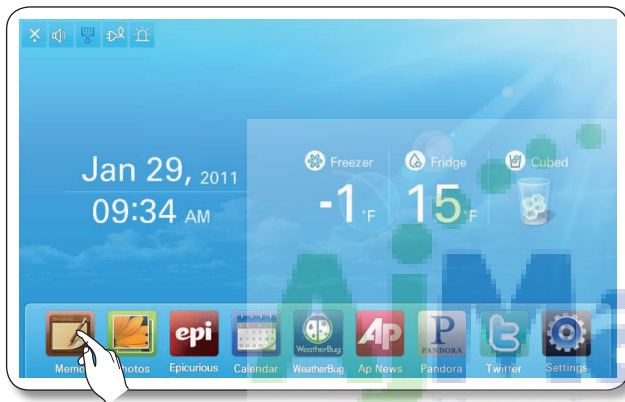 Jan 29, 2011
09:34 AM
Freezer
-1°F
Fridge
15°F
Cubed
epi
WeatherBug
AP
P
PANDORA
Memo
Photos
Epicurious
Calendar
WeatherBug
Ap News
Pandora
Twitter
Settings